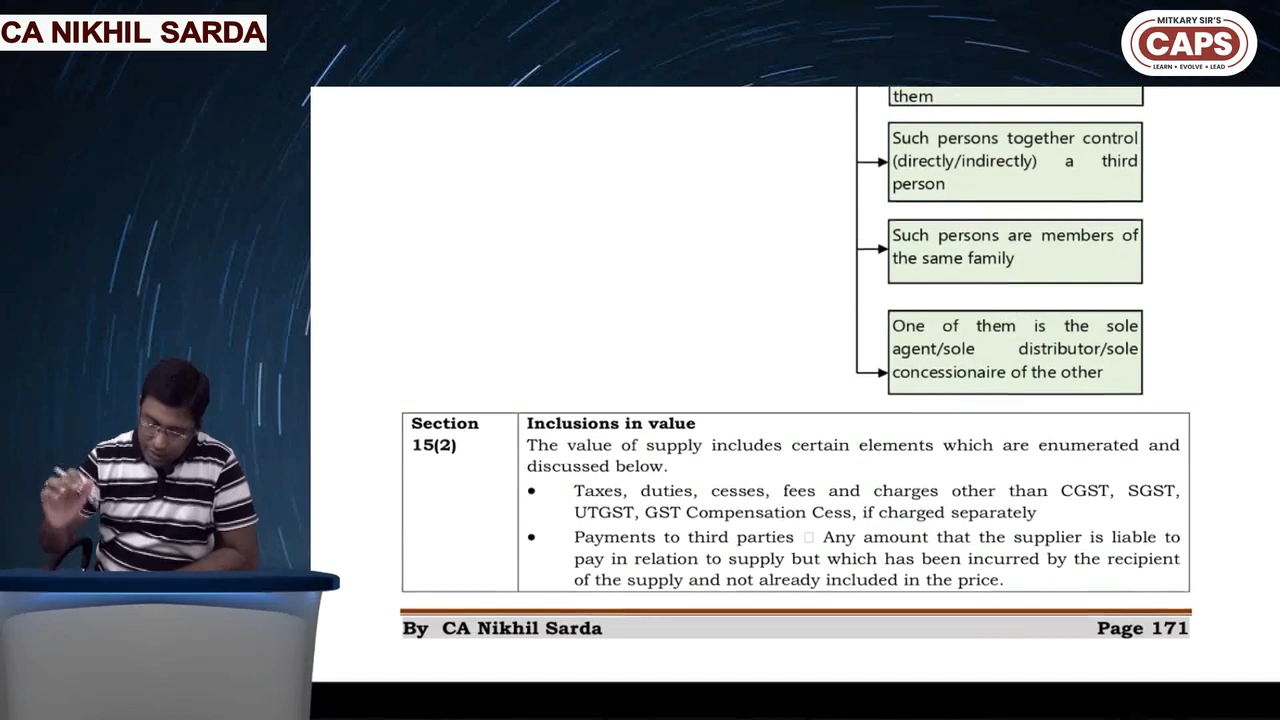 CA NIKHIL SARDA
MITKARY SIR'S
CAPS
LEARN • EVOLVE • LEAD
them
Such persons together control
(directly/indirectly) a third
person
Such persons are members of
the same family
One of them is the sole
agent/sole distributor/sole
concessionaire of the other
Section
15(2)
Inclusions in value
The value of supply includes certain elements which are enumerated and
discussed below.
• Taxes, duties, cesses, fees and charges other than CGST, SGST,
UTGST, GST Compensation Cess, if charged separately
• Payments to third parties □ Any amount that the supplier is liable to
pay in relation to supply but which has been incurred by the recipient
of the supply and not already included in the price.
By CA Nikhil Sarda
Page 171